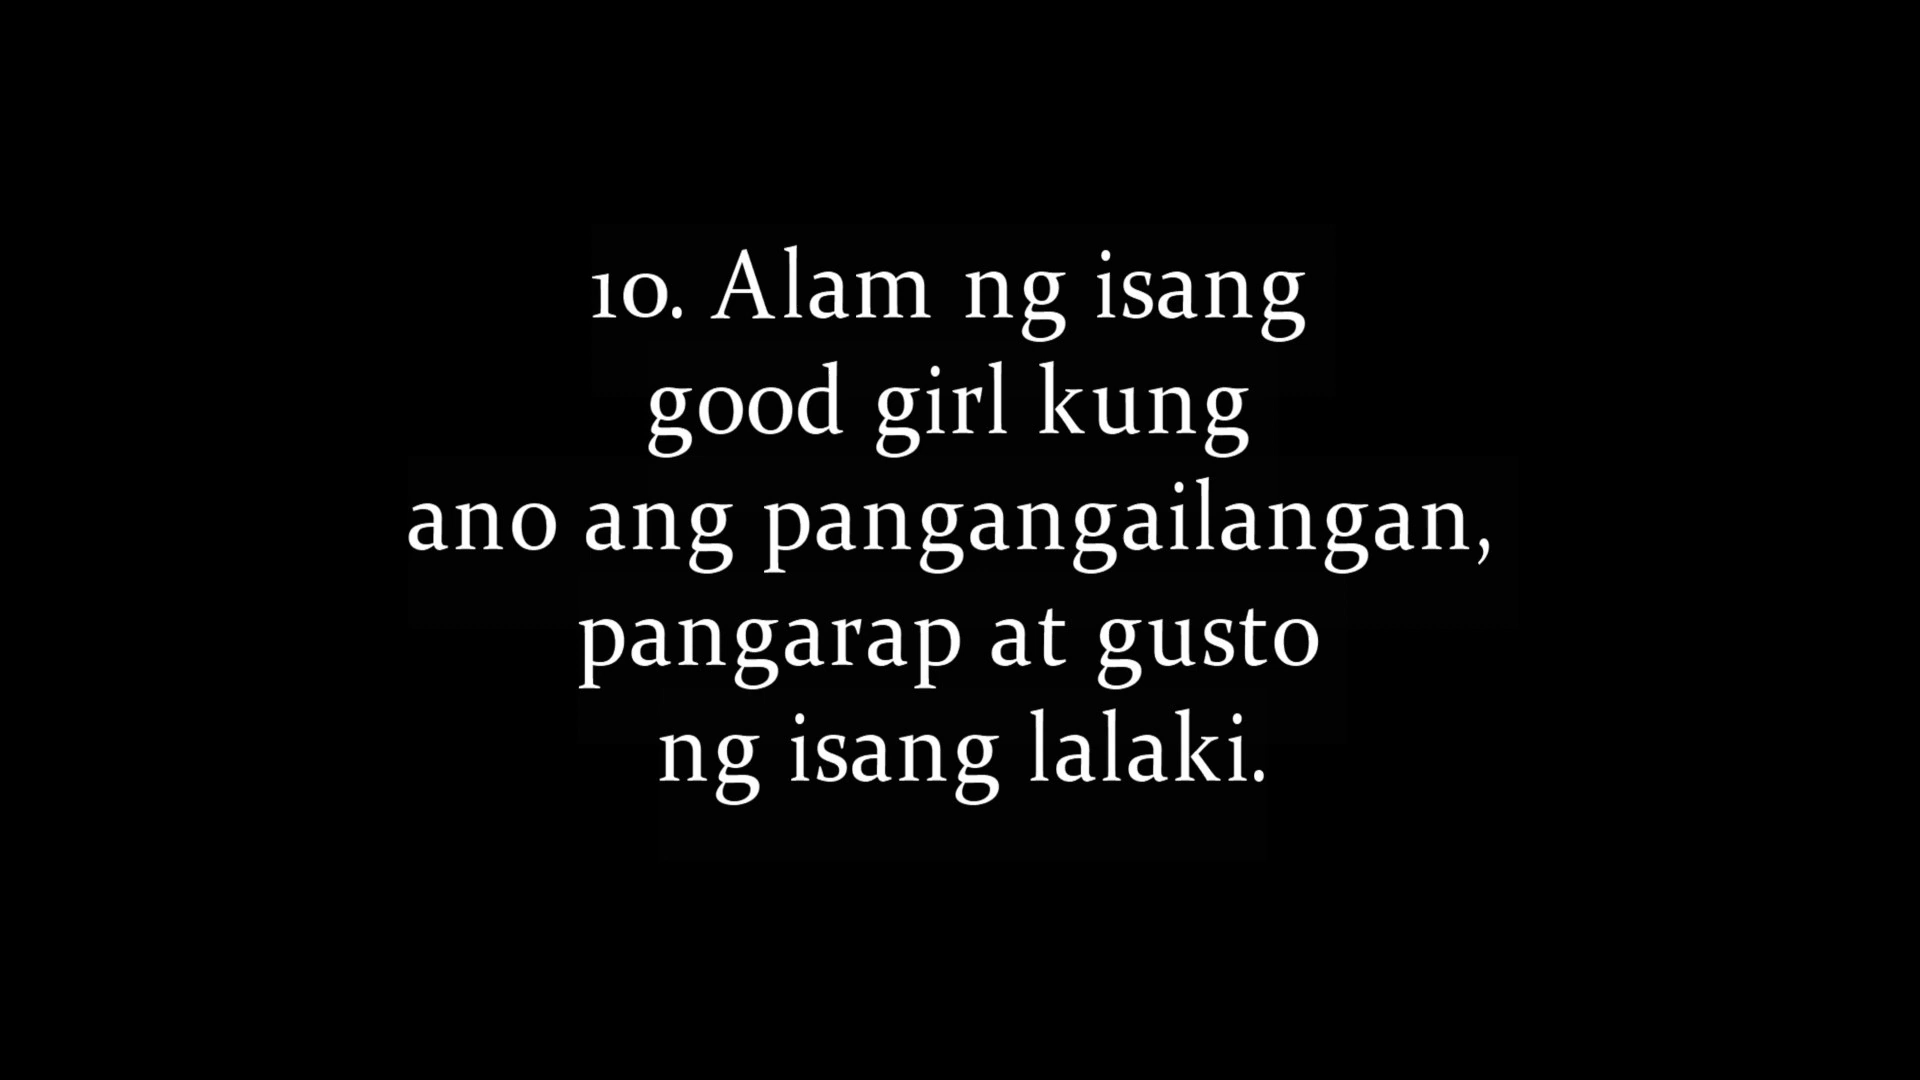 10. Alam ng isang
good girl kung
ano ang pangangailangan,
pangarap at gusto
ng isang lalaki.